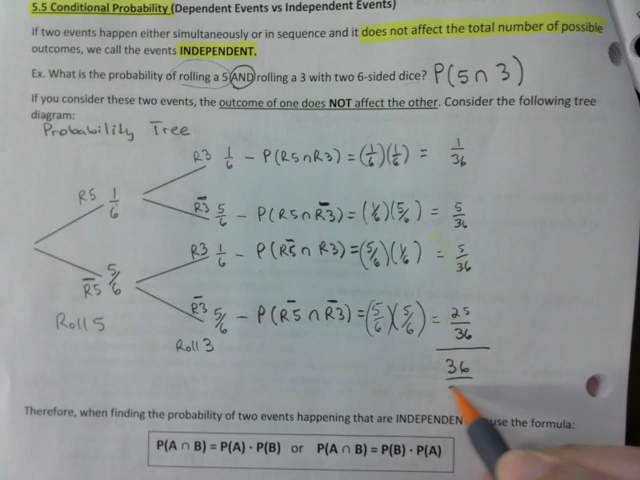 5.5 Conditional Probability (Dependent Events vs Independent Events)
If two events happen either simultaneously or in sequence and it does not affect the total number of possible
outcomes, we call the events INDEPENDENT.
Ex. What is the probability of rolling a 5 AND rolling a 3 with two 6-sided dice? P(5∩3)
If you consider these two events, the outcome of one does NOT affect the other. Consider the following tree
diagram:
Probability Tree
R3 1/6 - P(R5∩R3) = (1/6)(1/6) = 1/36
R5 1/6
R̅3̅ 5/6 - P(R5∩R̅3̅) = (1/6)(5/6) = 5/36
R3 1/6 - P(R̅5̅∩R3) = (5/6)(1/6) = 5/36
R̅5̅ 5/6
R̅3̅ 5/6 - P(R̅5̅∩R̅3̅) = (5/6)(5/6) = 25/36
Roll 5
Roll 3
36
Therefore, when finding the probability of two events happening that are use the formula:
P(A ∩ B) = P(A) · P(B) or P(A ∩ B) = P(B) · P(A)